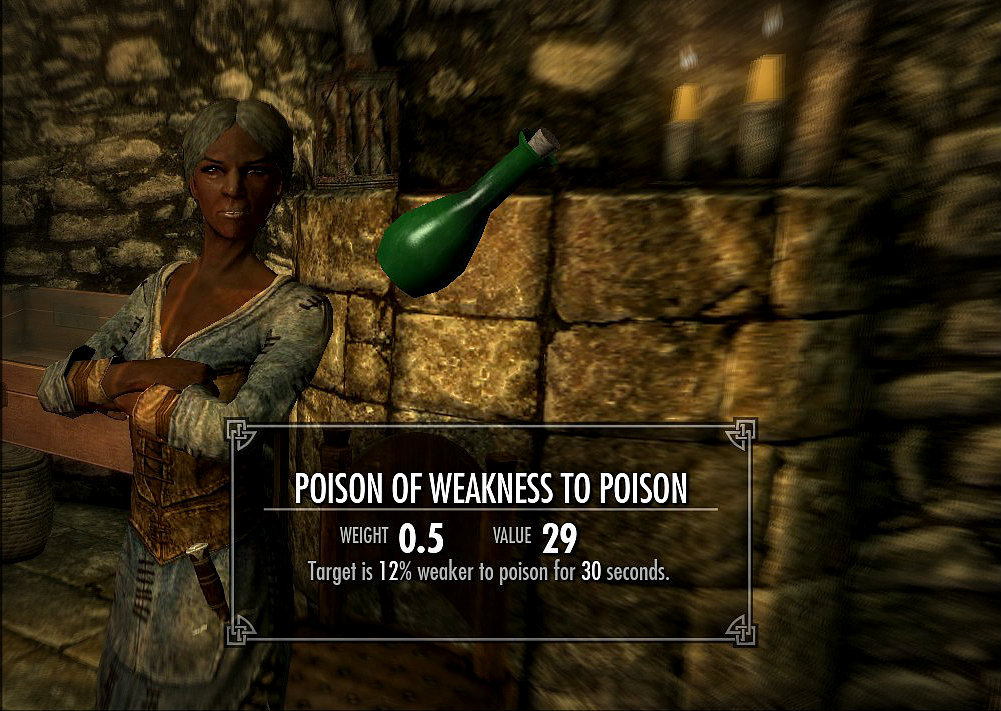 POISON OF WEAKNESS TO POISON
WEIGHT 0.5 VALUE 29
Target is 12% weaker to poison for 30 seconds.